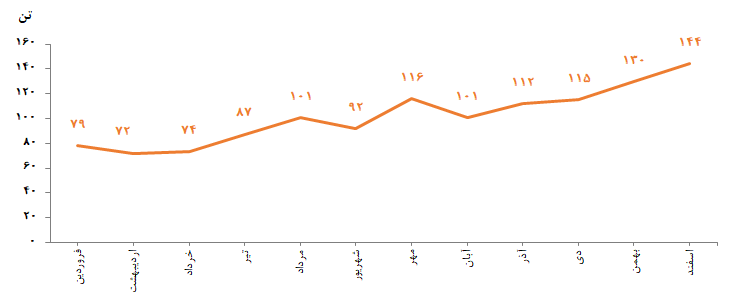 تن
۱۶۰
۱۴۰
۱۲۰
۱۰۰
۸۰
۶۰
۴۰
۲۰
۰
۷۹
۷۲
۷۴
۸۷
۱۰۱
۹۲
۱۱۶
۱۰۱
۱۱۲
۱۱۵
۱۳۰
۱۴۴
فروردین
اردیبهشت
خرداد
تیر
مرداد
شهریور
مهر
آبان
آذر
دی
بهمن
اسفند